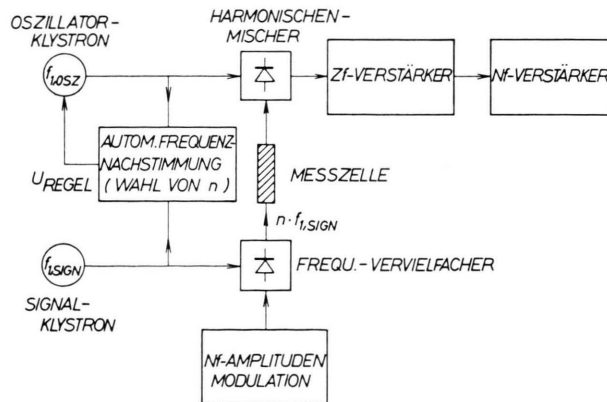 OSZILLATOR-
KLYSTRON
HARMONISCHEN-
MISCHER
f1,OSZ
Zf-VERSTÄRKER
Nf-VERSTÄRKER
AUTOM. FREQUENZ-
NACHSTIMMUNG
( WAHL VON n )
UREGEL
MESSZELLE
n · f1,SIGN
f1,SIGN
FREQU.-VERVIELFACHER
SIGNAL-
KLYSTRON
Nf-AMPLITUDEN
MODULATION